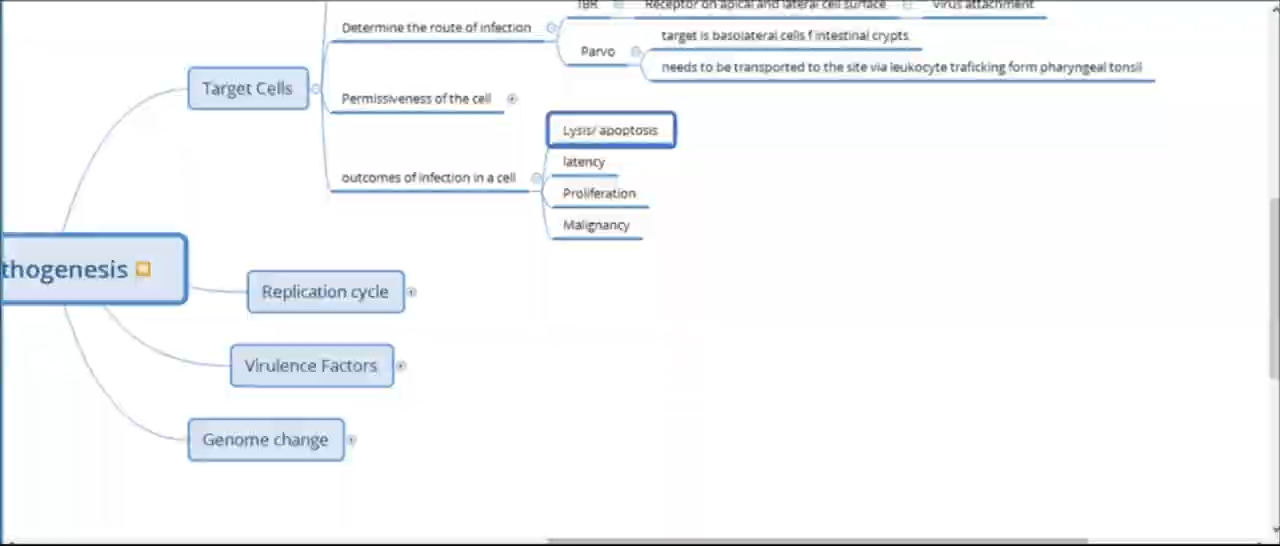 IBR
Receptor on apical and lateral cell surface
virus attachment
Determine the route of infection
Parvo
target is basolateral cells f intestinal crypts
needs to be transported to the site via leukocyte traficking form pharyngeal tonsil
Target Cells
Permissiveness of the cell
Lysis/ apoptosis
latency
outcomes of infection in a cell
Proliferation
Malignancy
thogenesis
Replication cycle
Virulence Factors
Genome change